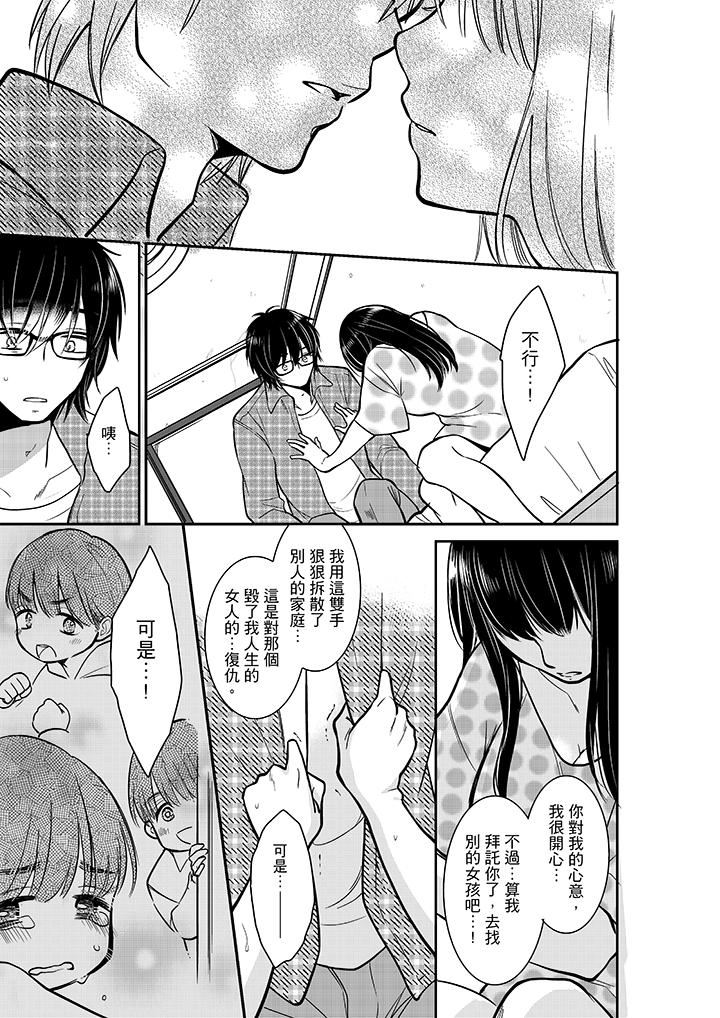 不行…！
咦…
你對我的心意，
我很開心…
不過…算我
拜託你了，去找
別的女孩吧…！
我用這雙手
狠狠拆散了
別人的家庭…
這是對那個
毀了我人生的
女人的…復仇。
可是…——
可是…！